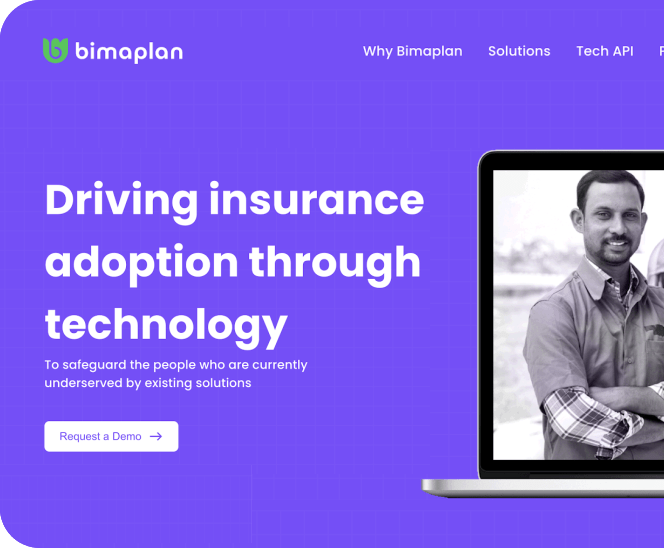 bimaplan
Why Bimaplan Solutions Tech API
Driving insurance
adoption through
technology
To safeguard the people who are currently
underserved by existing solutions
Request a Demo →